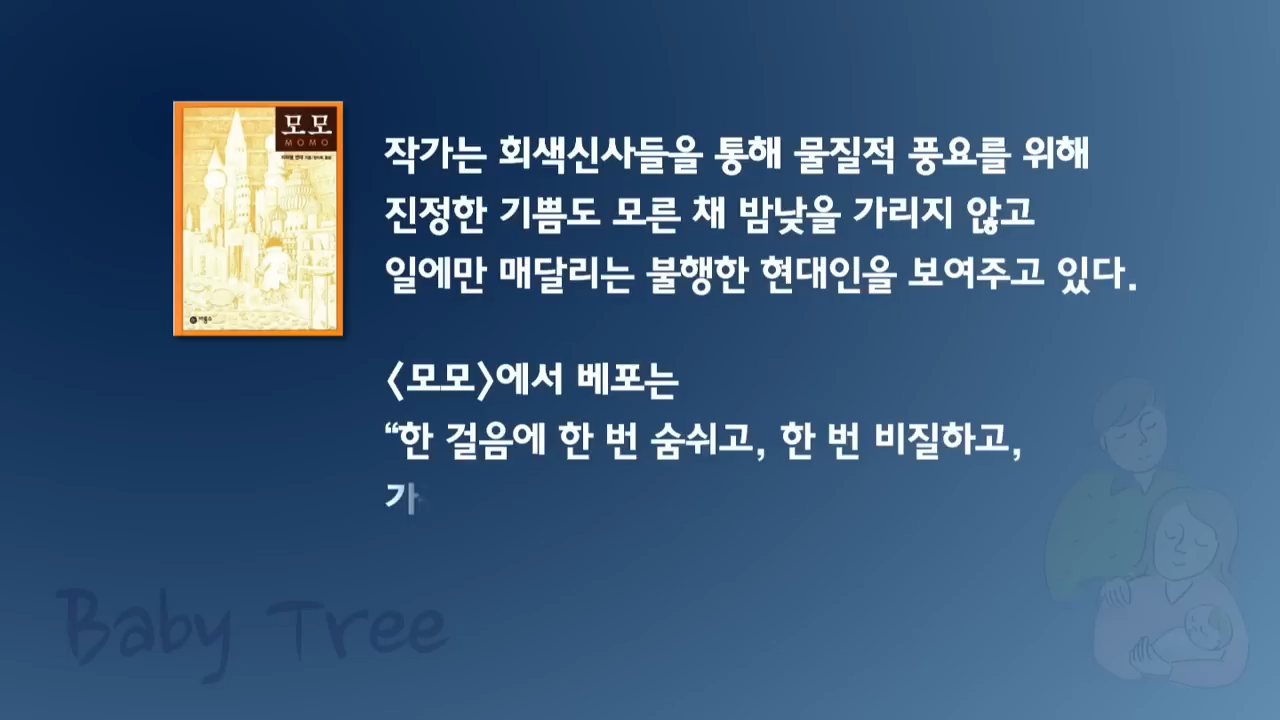 모모
MOMO
작가는 회색신사들을 통해 물질적 풍요를 위해
진정한 기쁨도 모른 채 밤낮을 가리지 않고
일에만 매달리는 불행한 현대인을 보여주고 있다.
〈모모〉에서 베포는
“한 걸음에 한 번 숨쉬고, 한 번 비질하고,
가
비룡소
Baby Tree